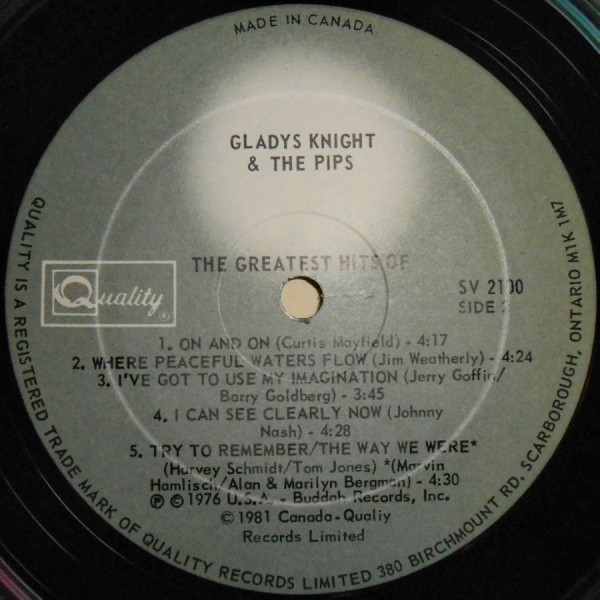 MADE IN CANADA
GLADYS KNIGHT
& THE PIPS
THE GREATEST HITS OF
Quality
®
SV 2100
SIDE
1. ON AND ON (Curtis Mayfield) - 4:17
2. WHERE PEACEFUL WATERS FLOW (Jim Weatherly) - 4:24
3. I'VE GOT TO USE MY IMAGINATION (Jerry Goffin/
Barry Goldberg) - 3:45
4. I CAN SEE CLEARLY NOW (Johnny
Nash) - 4:28
5. TRY TO REMEMBER/THE WAY WE WERE*
(Harvey Schmidt/Tom Jones) *(Marvin
Hamlisch/Alan & Marilyn Bergman) - 4:30
℗ © 1976 U.S.A. - Buddah Records, Inc.
© 1981 Canada-Qualiy
Records Limited
QUALITY IS A REGISTERED TRADE MARK OF QUALITY RECORDS LIMITED 380 BIRCHMOUNT RD. SCARBOROUGH, ONTARIO M1K 1M7